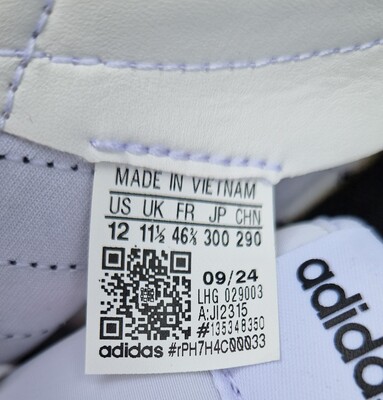 MADE IN VIETNAM
US UK FR JP CHN
12 11½ 46⅔ 300 290
09/24
LHG 029003
A:JI2315
#135348350
adidas #rPH7H4C00033
adidas